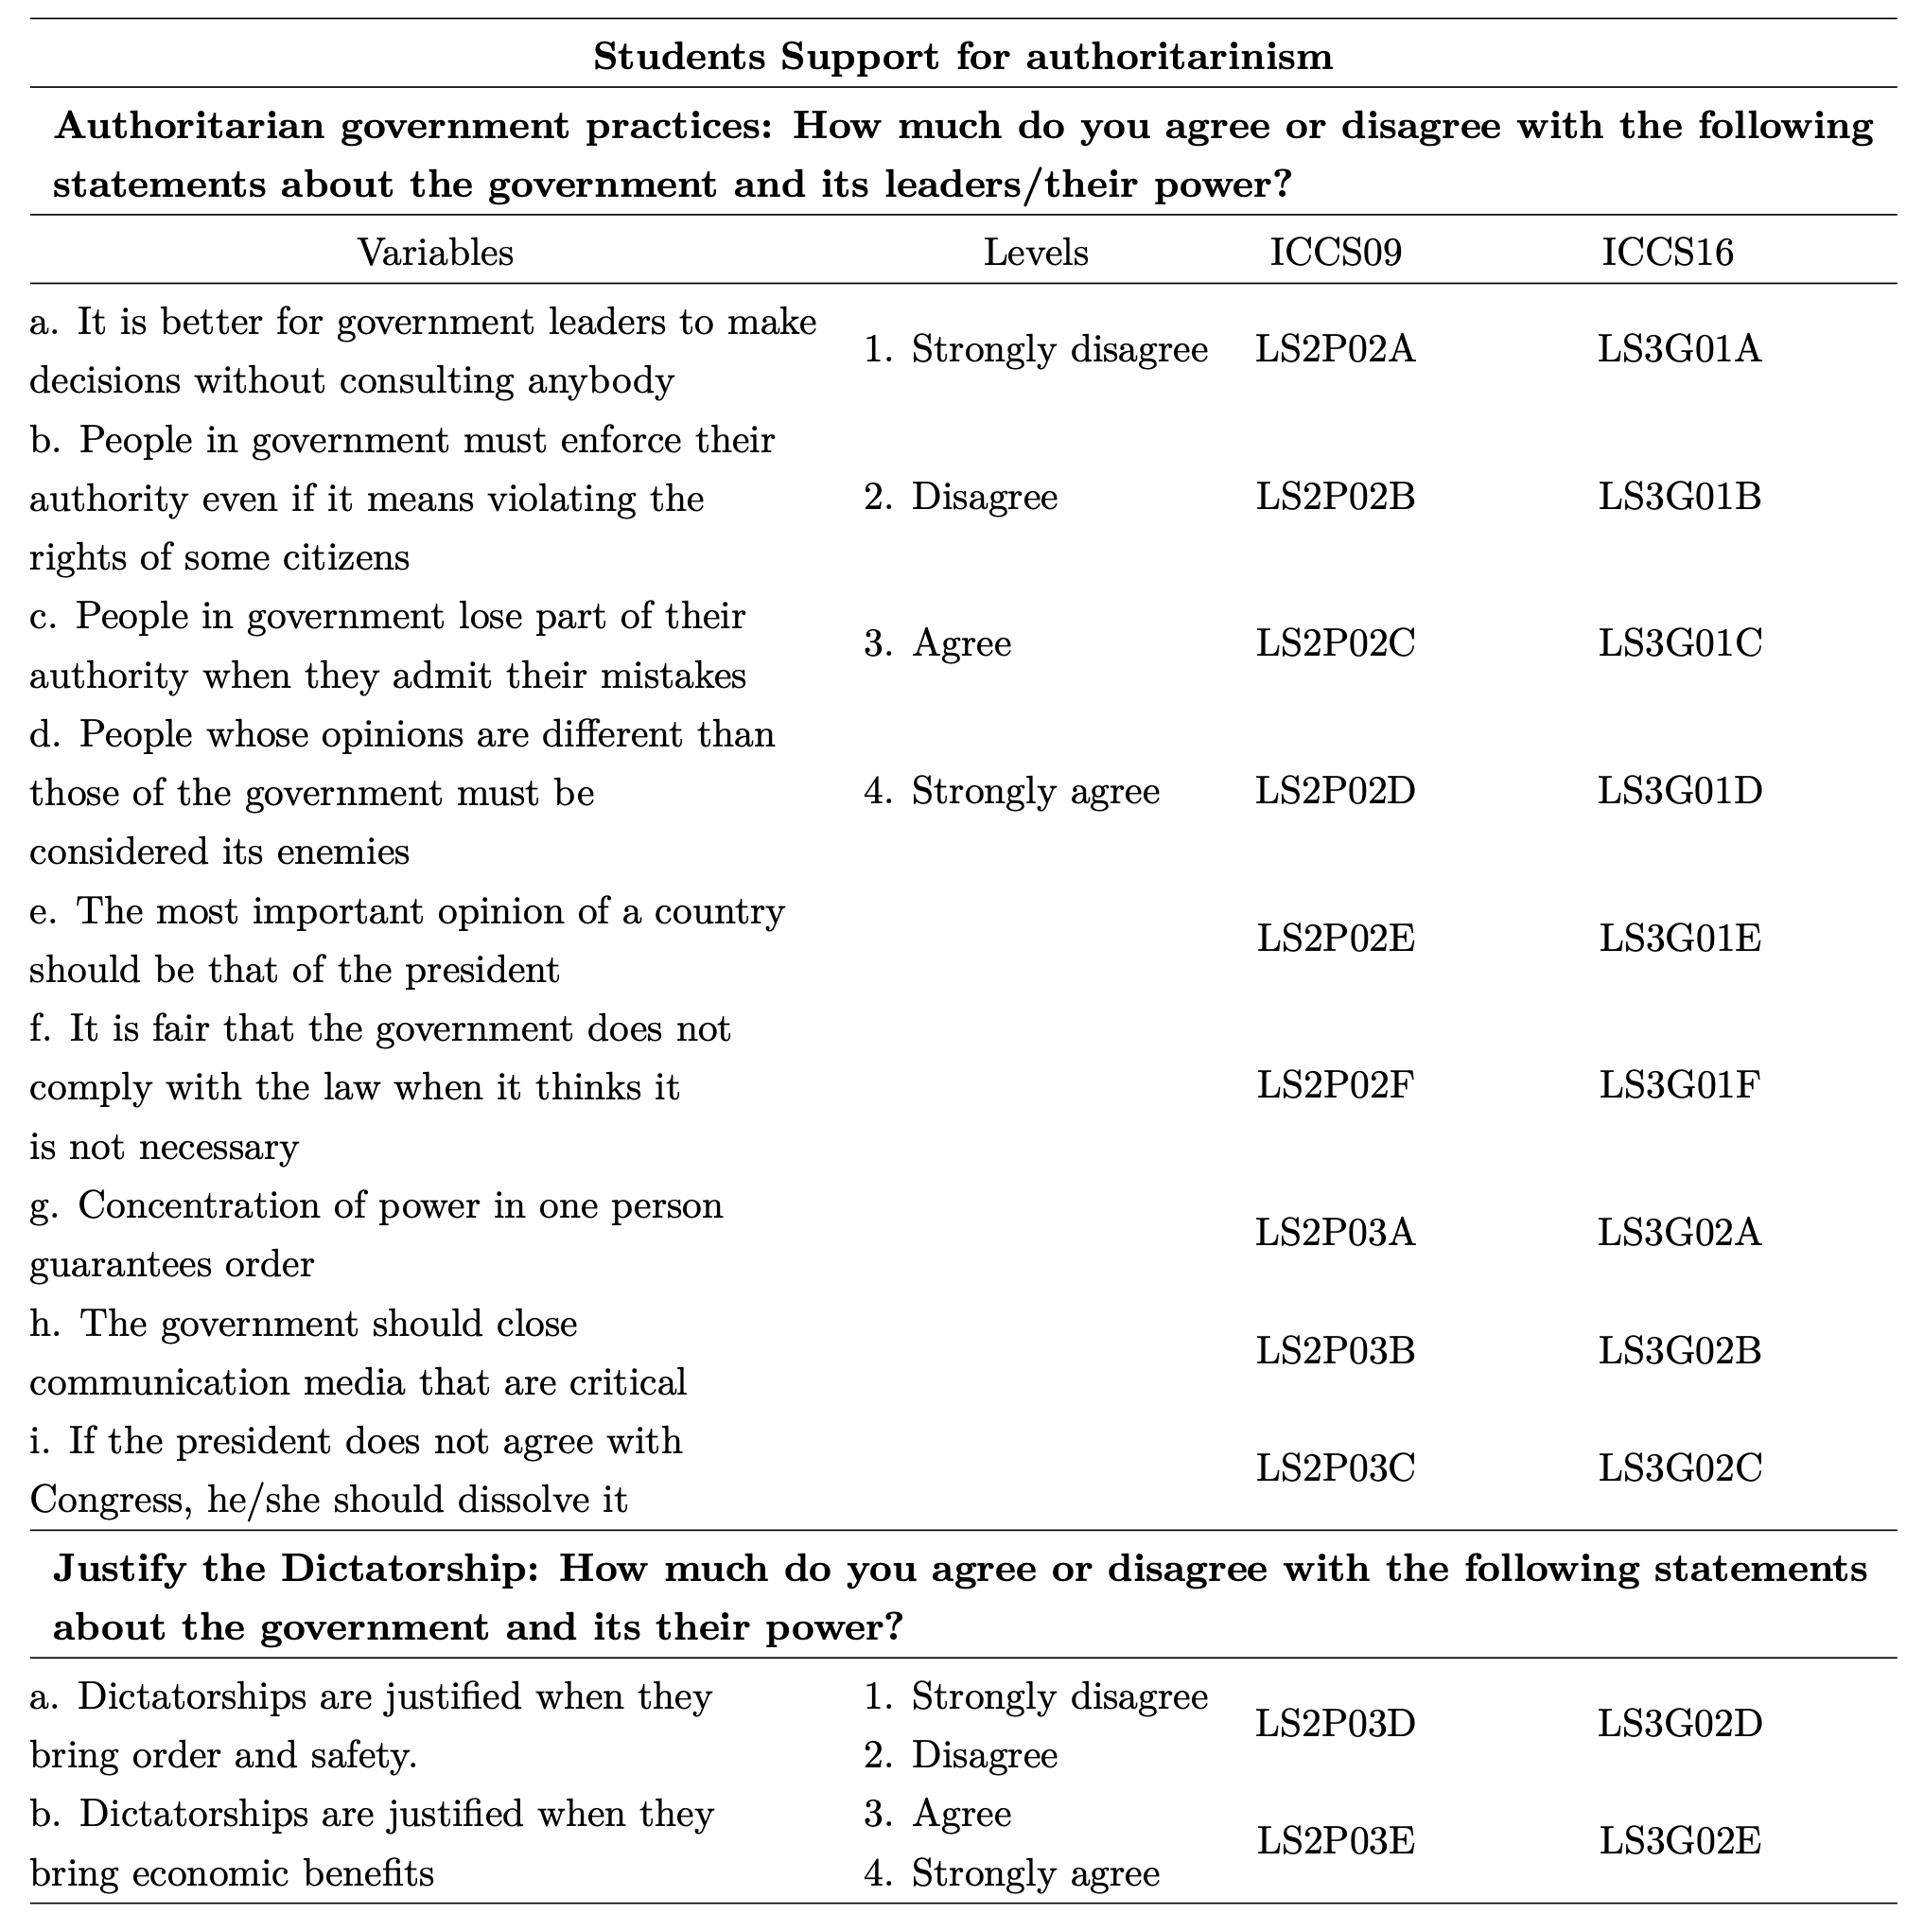 Students Support for authoritarinism
Authoritarian government practices: How much do you agree or disagree with the following
statements about the government and its leaders/their power?
Variables Levels ICCS09 ICCS16
a. It is better for government leaders to make
decisions without consulting anybody
1. Strongly disagree LS2P02A LS3G01A
b. People in government must enforce their
authority even if it means violating the
rights of some citizens
2. Disagree LS2P02B LS3G01B
c. People in government lose part of their
authority when they admit their mistakes
3. Agree LS2P02C LS3G01C
d. People whose opinions are different than
those of the government must be
considered its enemies
4. Strongly agree LS2P02D LS3G01D
e. The most important opinion of a country
should be that of the president
LS2P02E LS3G01E
f. It is fair that the government does not
comply with the law when it thinks it
is not necessary
LS2P02F LS3G01F
g. Concentration of power in one person
guarantees order
LS2P03A LS3G02A
h. The government should close
communication media that are critical
LS2P03B LS3G02B
i. If the president does not agree with
Congress, he/she should dissolve it
LS2P03C LS3G02C
Justify the Dictatorship: How much do you agree or disagree with the following statements
about the government and its their power?
a. Dictatorships are justified when they
bring order and safety.
1. Strongly disagree
2. Disagree
LS2P03D LS3G02D
b. Dictatorships are justified when they
bring economic benefits
3. Agree
4. Strongly agree
LS2P03E LS3G02E